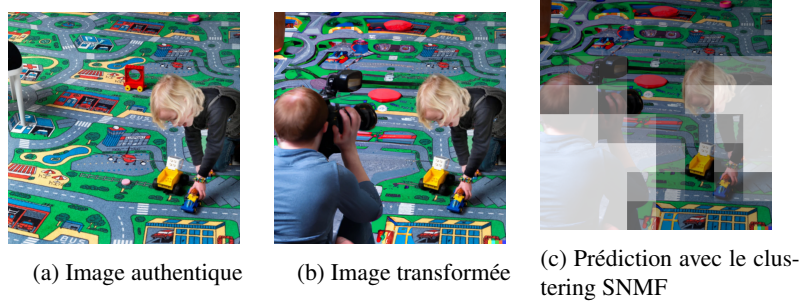 (a) Image authentique
(b) Image transformée
(c) Prédiction avec le clus-
tering SNMF